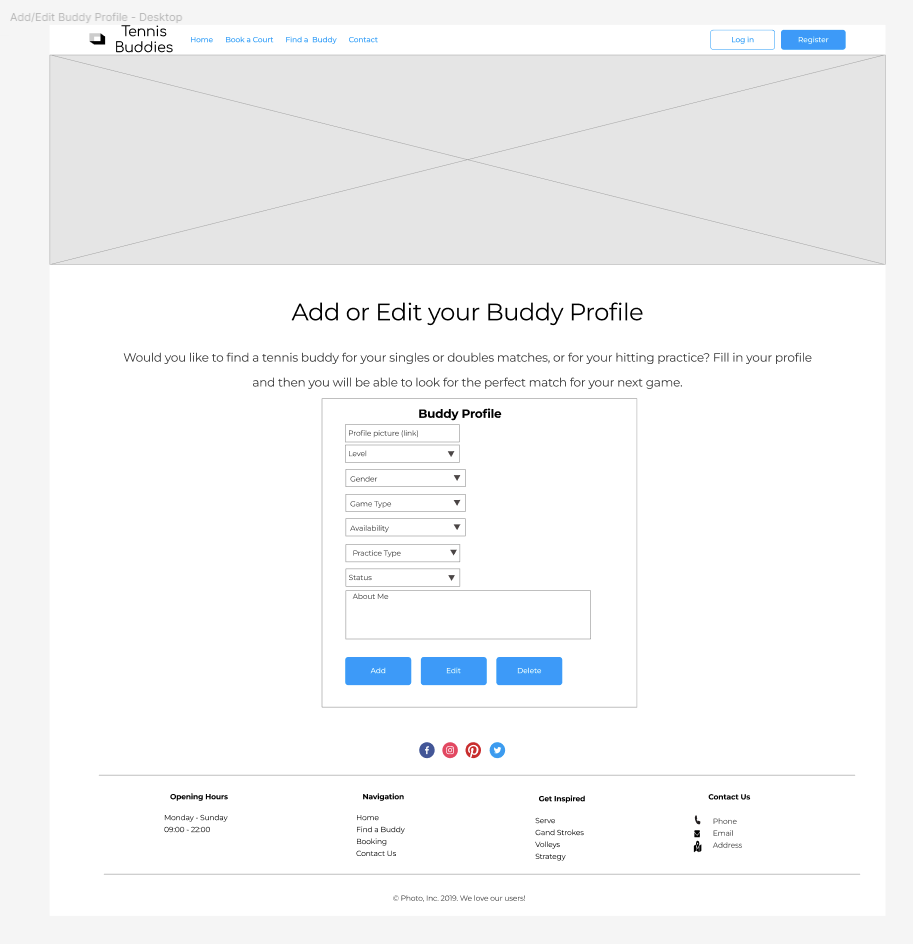 Add/Edit Buddy Profile - Desktop
Tennis
Buddies
Home Book a Court Find a Buddy Contact
Log in Register
Add or Edit your Buddy Profile
Would you like to find a tennis buddy for your singles or doubles matches, or for your hitting practice? Fill in your profile
and then you will be able to look for the perfect match for your next game.
Buddy Profile
Profile picture (link)
Level
Gender
Game Type
Availability
Practice Type
Status
About Me
Add Edit Delete
Opening Hours
Monday - Sunday
09:00 - 22:00
Navigation
Home
Find a Buddy
Booking
Contact Us
Get Inspired
Serve
Gand Strokes
Volleys
Strategy
Contact Us
Phone
Email
Address
© Photo, Inc. 2019. We love our users!